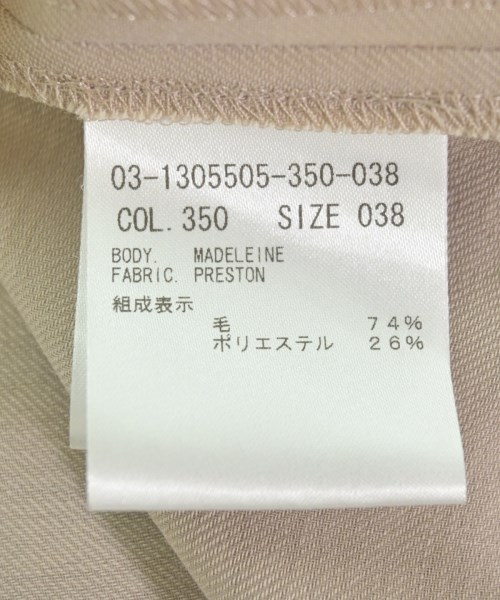 03-1305505-350-038
COL. 350 SIZE 038
BODY. MADELEINE
FABRIC. PRESTON
組成表示
毛 74%
ポリエステル 26%